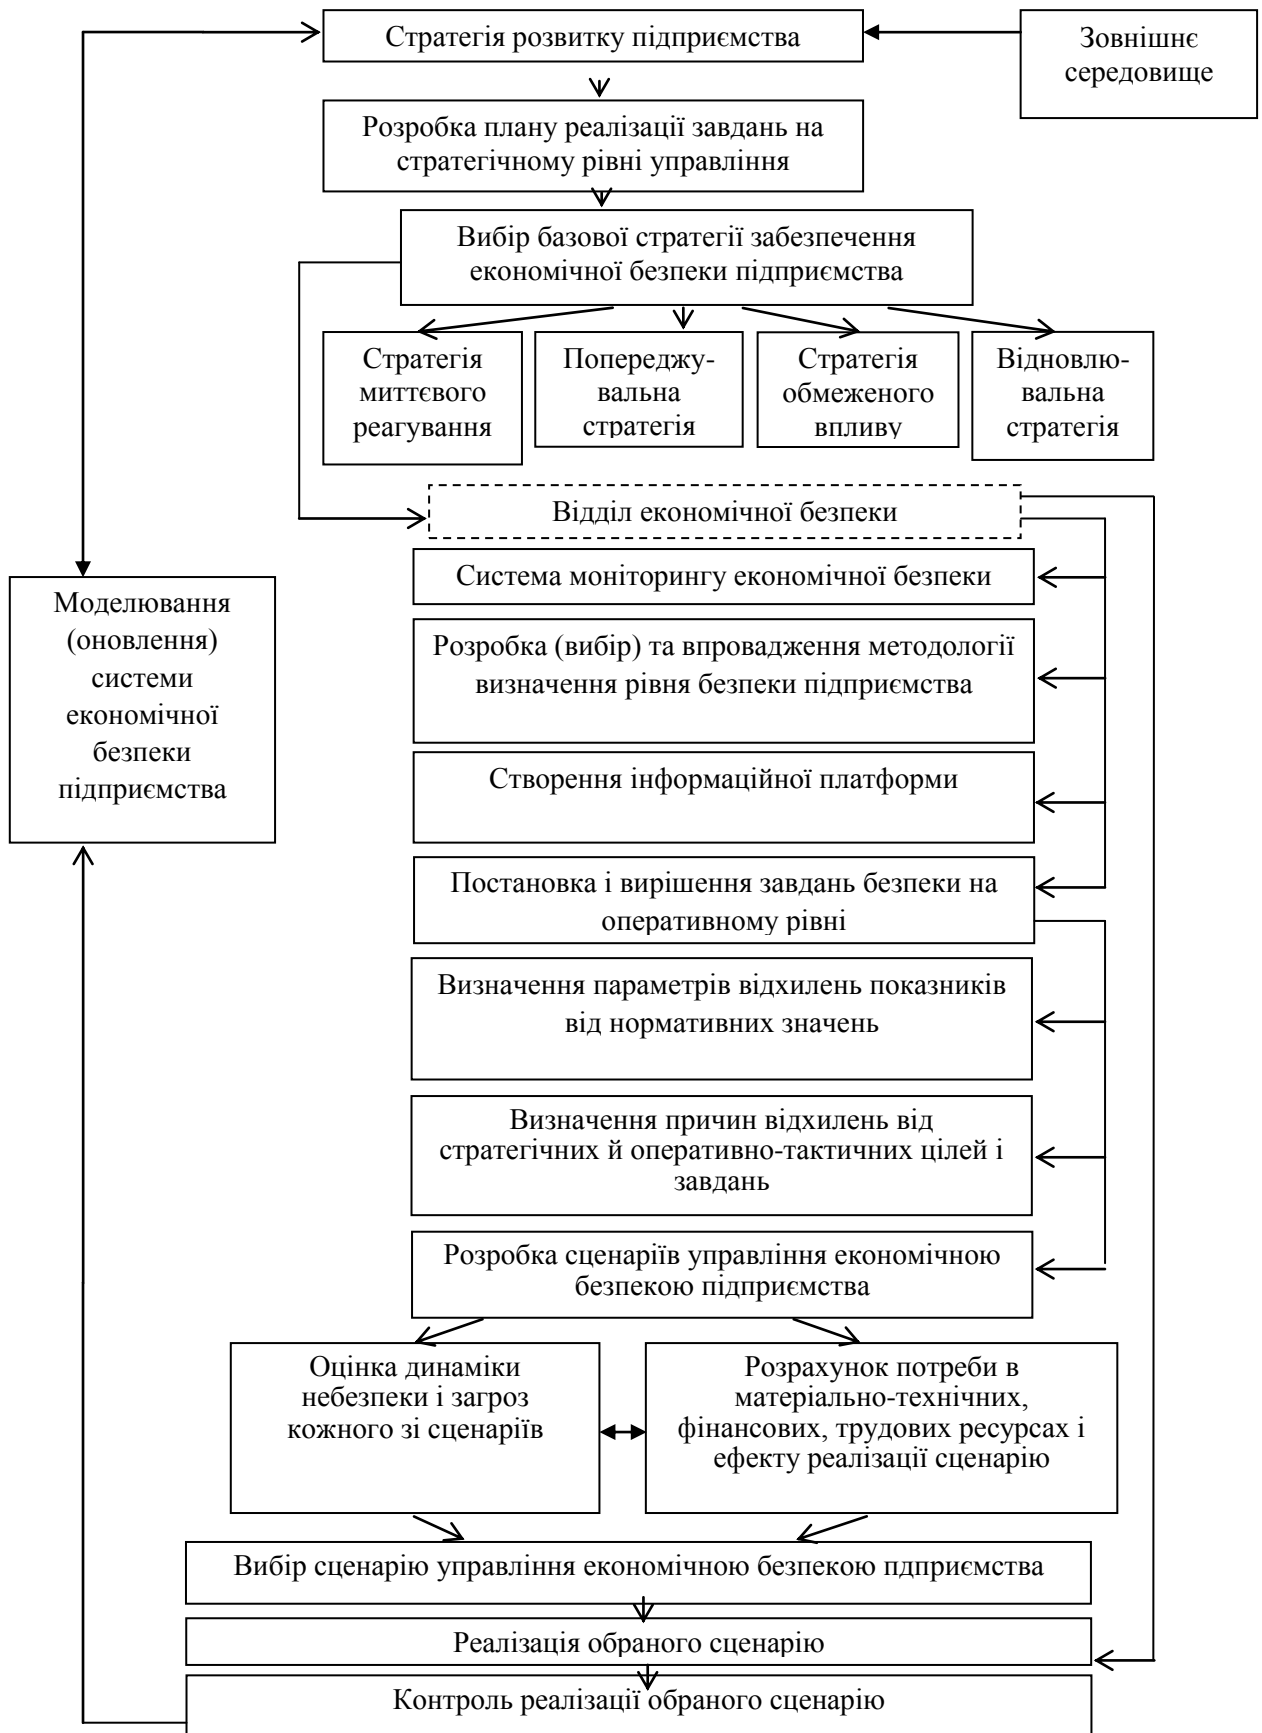 Стратегія розвитку підприємства
Зовнішнє
середовище
Розробка плану реалізації завдань на
стратегічному рівні управління
Вибір базової стратегії забезпечення
економічної безпеки підприємства
Стратегія
миттєвого
реагування
Попереджу-
вальна
стратегія
Стратегія
обмеженого
впливу
Відновлю-
вальна
стратегія
Відділ економічної безпеки
Система моніторингу економічної безпеки
Моделювання
(оновлення)
системи
економічної
безпеки
підприємства
Розробка (вибір) та впровадження методології
визначення рівня безпеки підприємства
Створення інформаційної платформи
Постановка і вирішення завдань безпеки на
оперативному рівні
Визначення параметрів відхилень показників
від нормативних значень
Визначення причин відхилень від
стратегічних й оперативно-тактичних цілей і
завдань
Розробка сценаріїв управління економічною
безпекою підприємства
Оцінка динаміки
небезпеки і загроз
кожного зі сценаріїв
Розрахунок потреби в
матеріально-технічних,
фінансових, трудових ресурсах і
ефекту реалізації сценарію
Вибір сценарію управління економічною безпекою пдприємства
Реалізація обраного сценарію
Контроль реалізації обраного сценарію